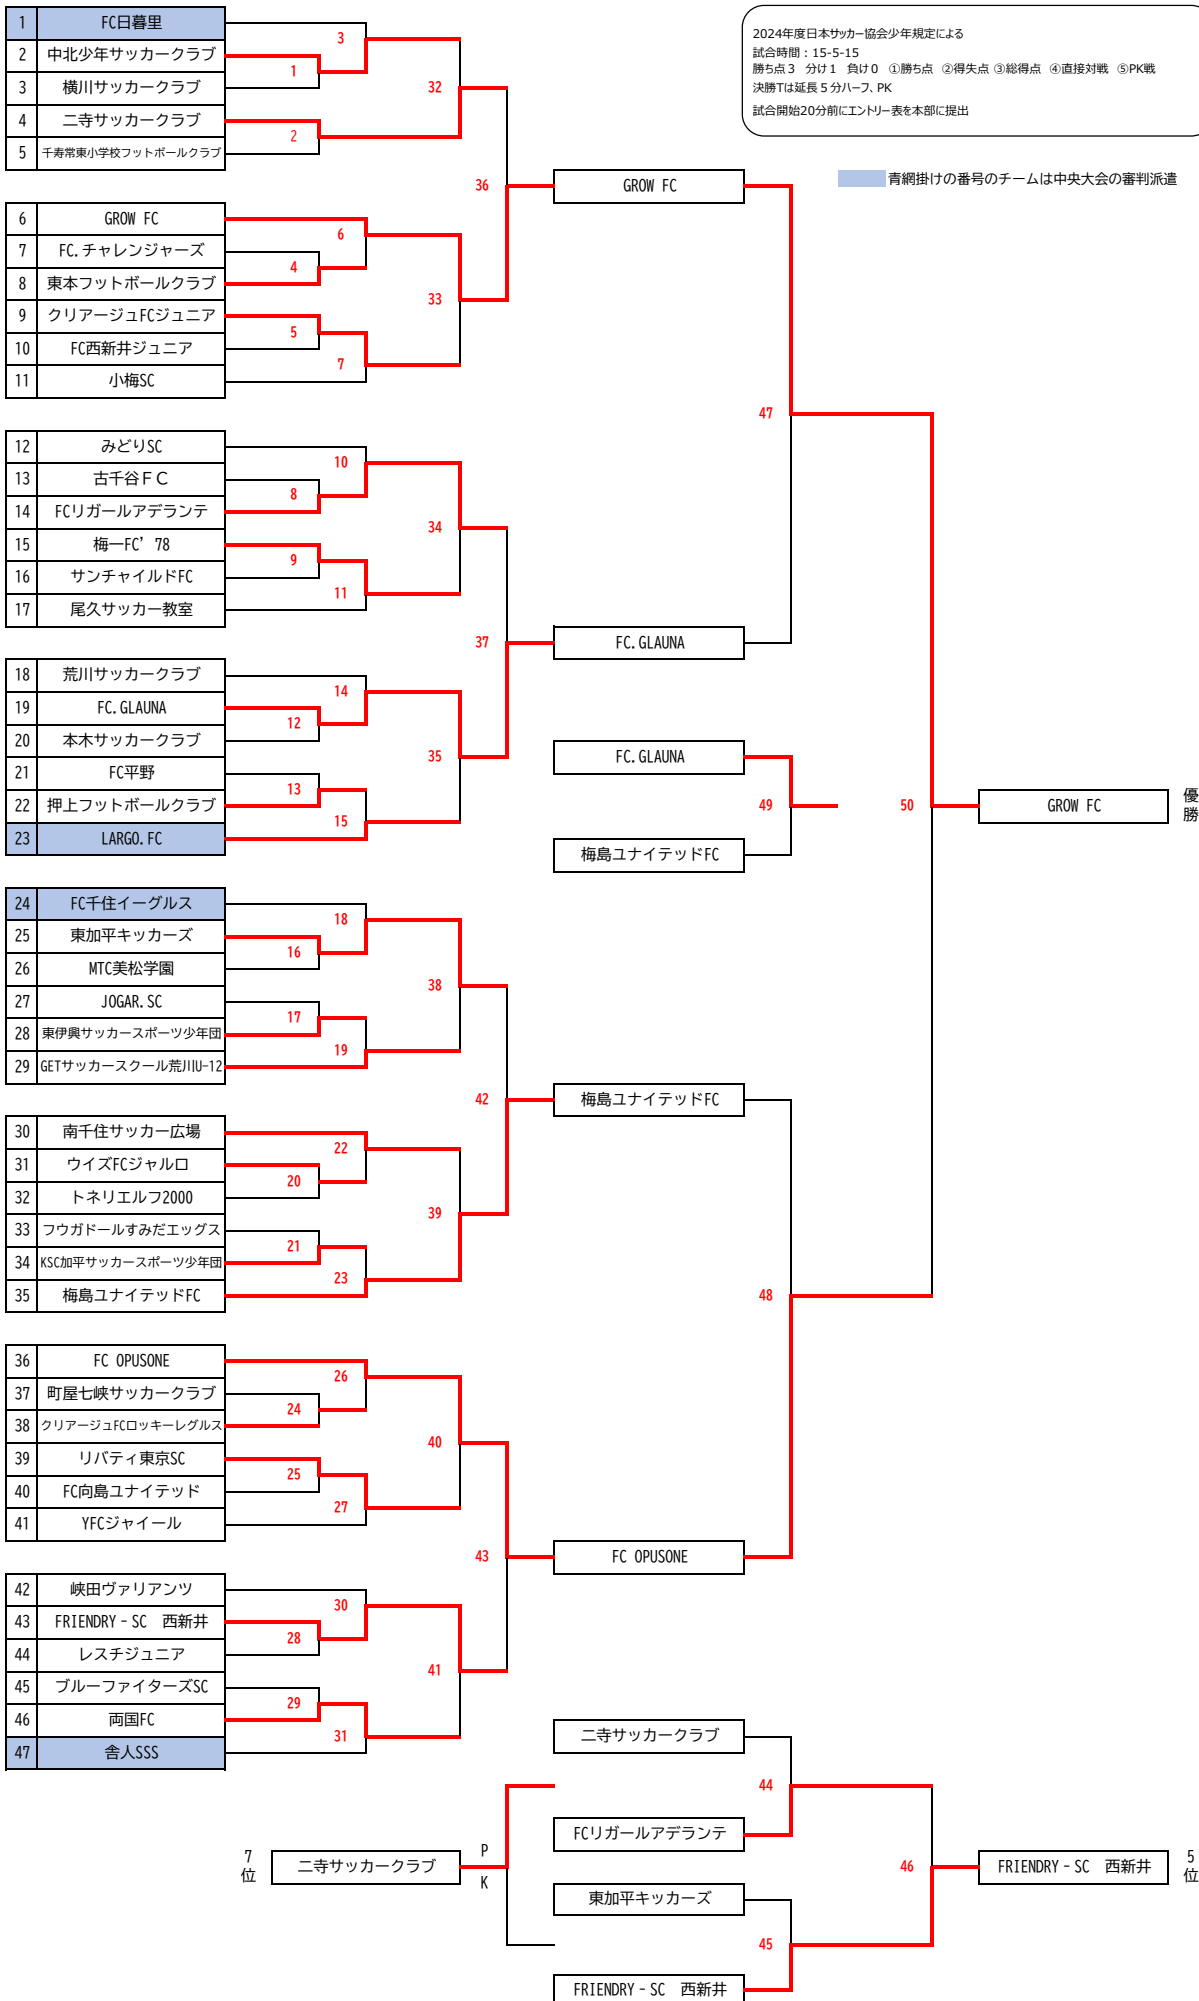 2024年度日本サッカー協会少年規定による
試合時間：15-5-15
勝ち点３　分け１　負け０　①勝ち点　②得失点　③総得点　④直接対戦　⑤PK戦
決勝Tは延長５分ハーフ、PK
試合開始20分前にエントリー表を本部に提出
青網掛けの番号のチームは中央大会の審判派遣
1 FC日暮里
2 中北少年サッカークラブ
3 横川サッカークラブ
4 二寺サッカークラブ
5 千寿常東小学校フットボールクラブ
3
1
2
32
6 GROW FC
7 FC.チャレンジャーズ
8 東本フットボールクラブ
9 クリアージュFCジュニア
10 FC西新井ジュニア
11 小梅SC
6
4
5
7
33
36
GROW FC
12 みどりSC
13 古千谷ＦＣ
14 FCリガールアデランテ
15 梅一FC’78
16 サンチャイルドFC
17 尾久サッカー教室
10
8
9
11
34
18 荒川サッカークラブ
19 FC.GLAUNA
20 本木サッカークラブ
21 FC平野
22 押上フットボールクラブ
23 LARGO.FC
14
12
13
15
35
37
FC.GLAUNA
47
FC.GLAUNA
49
梅島ユナイテッドFC
50
GROW FC
優勝
24 FC千住イーグルス
25 東加平キッカーズ
26 MTC美松学園
27 JOGAR.SC
28 東伊興サッカースポーツ少年団
29 GETサッカースクール荒川U-12
18
16
17
19
38
30 南千住サッカー広場
31 ウイズFCジャルロ
32 トネリエルフ2000
33 フウガドールすみだエッグス
34 KSC加平サッカースポーツ少年団
35 梅島ユナイテッドFC
22
20
21
23
39
42
梅島ユナイテッドFC
36 FC OPUSONE
37 町屋七峡サッカークラブ
38 クリアージュFCロッキーレグルス
39 リバティ東京SC
40 FC向島ユナイテッド
41 YFCジャイール
26
24
25
27
40
42 峡田ヴァリアンツ
43 FRIENDRY‐SC　西新井
44 レスチジュニア
45 ブルーファイターズSC
46 両国FC
47 舎人SSS
30
28
29
31
41
43
FC OPUSONE
48
二寺サッカークラブ
44
FCリガールアデランテ
東加平キッカーズ
45
FRIENDRY‐SC　西新井
46
FRIENDRY‐SC　西新井
5位
7位
二寺サッカークラブ
PK